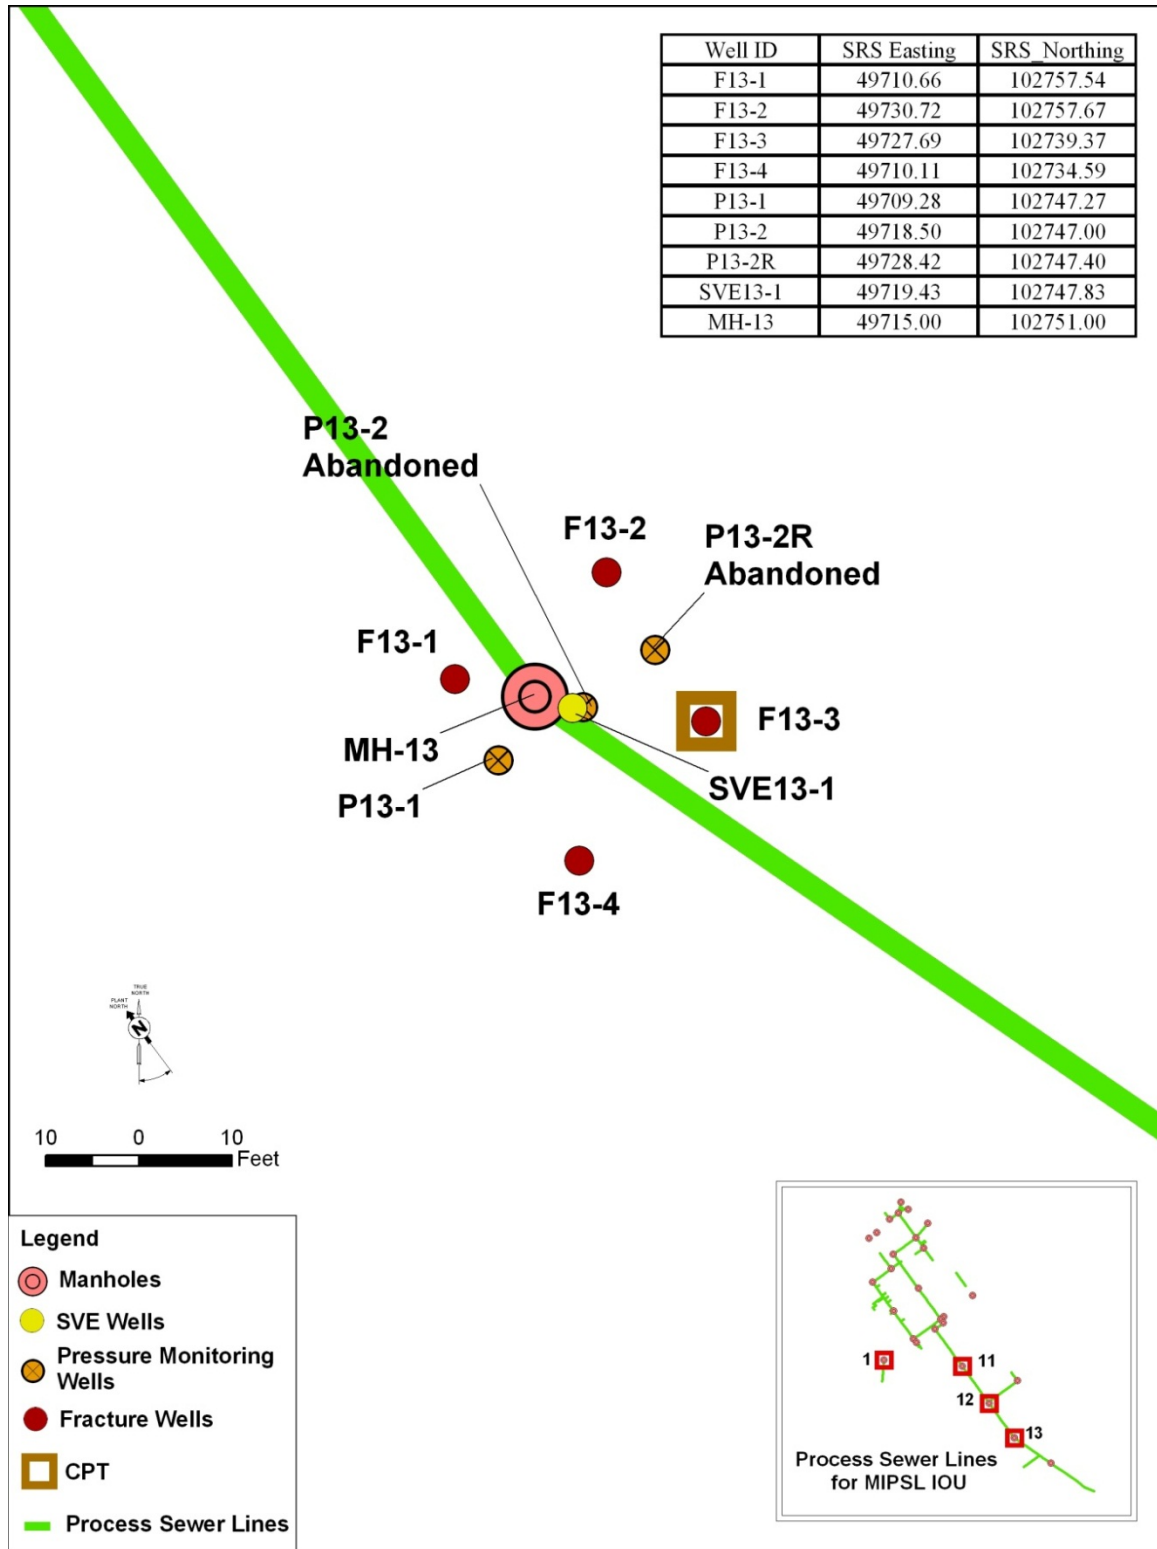 Well ID SRS Easting SRS_Northing
F13-1 49710.66 102757.54
F13-2 49730.72 102757.67
F13-3 49727.69 102739.37
F13-4 49710.11 102734.59
P13-1 49709.28 102747.27
P13-2 49718.50 102747.00
P13-2R 49728.42 102747.40
SVE13-1 49719.43 102747.83
MH-13 49715.00 102751.00
P13-2
Abandoned
F13-2
P13-2R
Abandoned
F13-1
F13-3
MH-13
SVE13-1
P13-1
F13-4
TRUE
NORTH
PLANT
NORTH
N
10 0 10
Feet
Legend
Manholes
SVE Wells
Pressure Monitoring
Wells
Fracture Wells
CPT
Process Sewer Lines
1
11
12
13
Process Sewer Lines
for MIPSL IOU